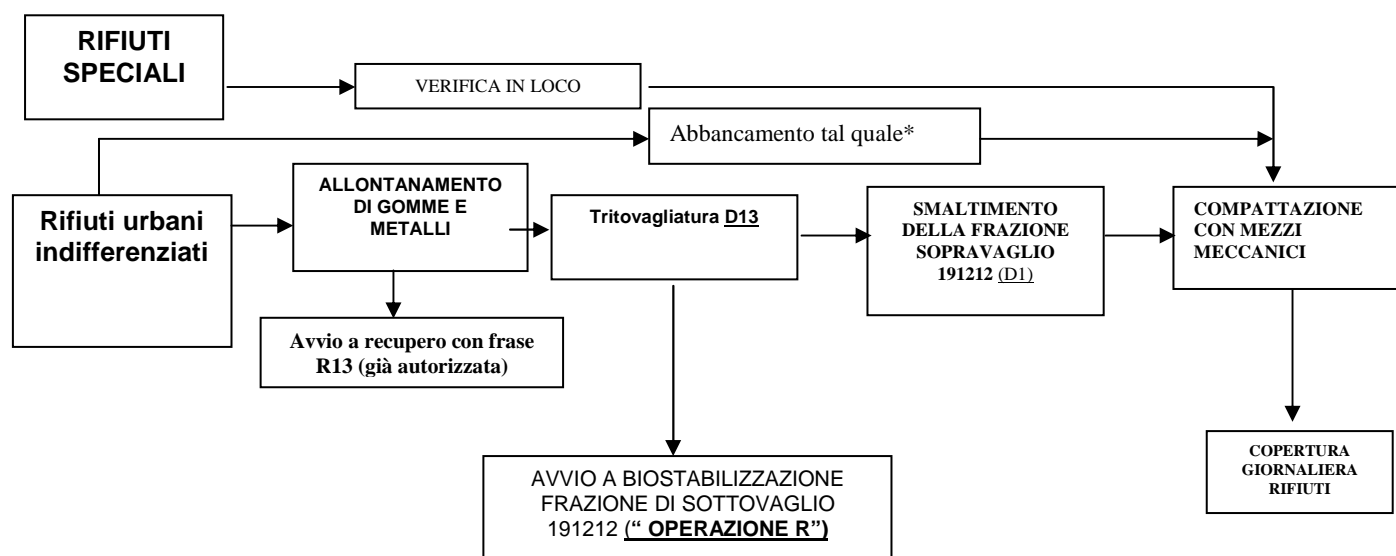 RIFIUTI
SPECIALI
VERIFICA IN LOCO
Abbancamento tal quale*
Rifiuti urbani
indifferenziati
ALLONTANAMENTO
DI GOMME E
METALLI
Tritovagliatura D13
SMALTIMENTO
DELLA FRAZIONE
SOPRAVAGLIO
191212 (D1)
COMPATTAZIONE
CON MEZZI
MECCANICI
Avvio a recupero con frase
R13 (già autorizzata)
AVVIO A BIOSTABILIZZAZIONE
FRAZIONE DI SOTTOVAGLIO
191212 (“ OPERAZIONE R”)
COPERTURA
GIORNALIERA
RIFIUTI